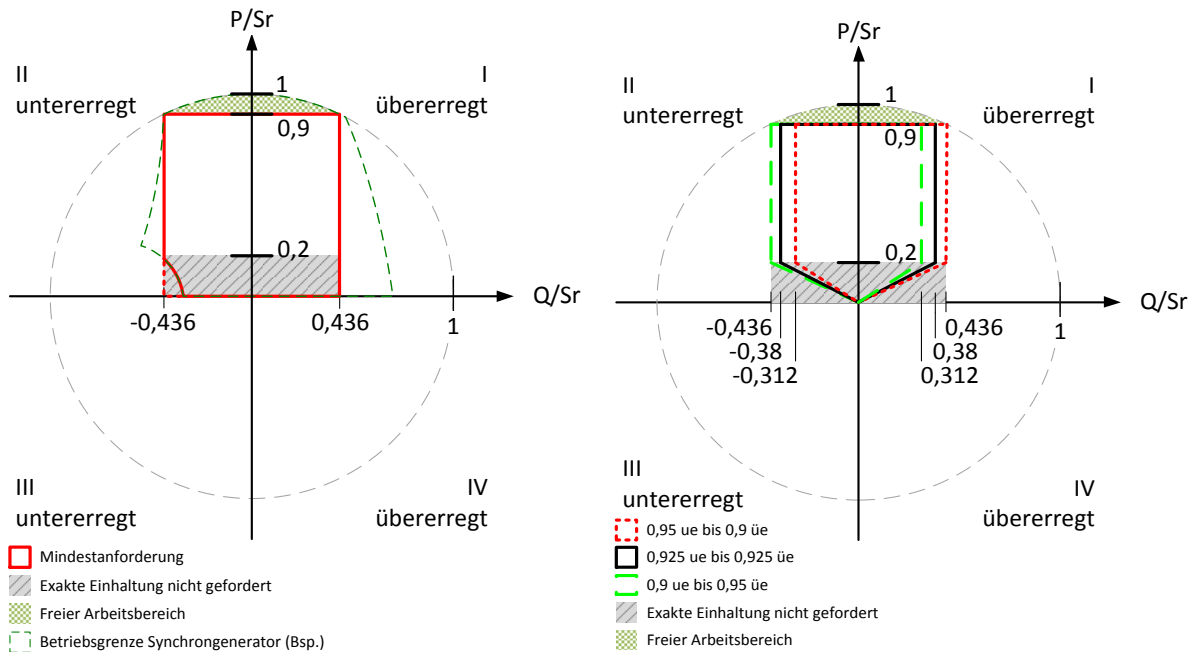 P/Sr
II
untererregt
I
übererregt
1
0,9
0,2
Q/Sr
-0,436
0,436
1
III
untererregt
IV
übererregt
Mindestanforderung
Exakte Einhaltung nicht gefordert
Freier Arbeitsbereich
Betriebsgrenze Synchrongenerator (Bsp.)
P/Sr
II
untererregt
I
übererregt
1
0,9
0,2
Q/Sr
-0,436
-0,38
-0,312
0,436
0,38
0,312
1
III
untererregt
IV
übererregt
0,95 ue bis 0,9 üe
0,925 ue bis 0,925 üe
0,9 ue bis 0,95 üe
Exakte Einhaltung nicht gefordert
Freier Arbeitsbereich